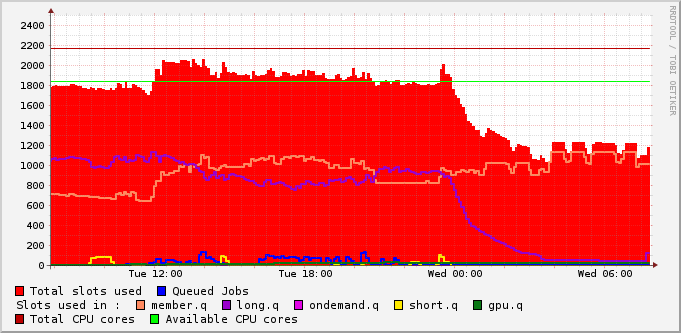 RRDTOOL / TOBI OETIKER
2400
2200
2000
1800
1600
1400
1200
1000
800
600
400
200
0
Tue 12:00 Tue 18:00 Wed 00:00 Wed 06:00
Total slots used Queued Jobs
Slots used in : member.q long.q ondemand.q short.q gpu.q
Total CPU cores Available CPU cores